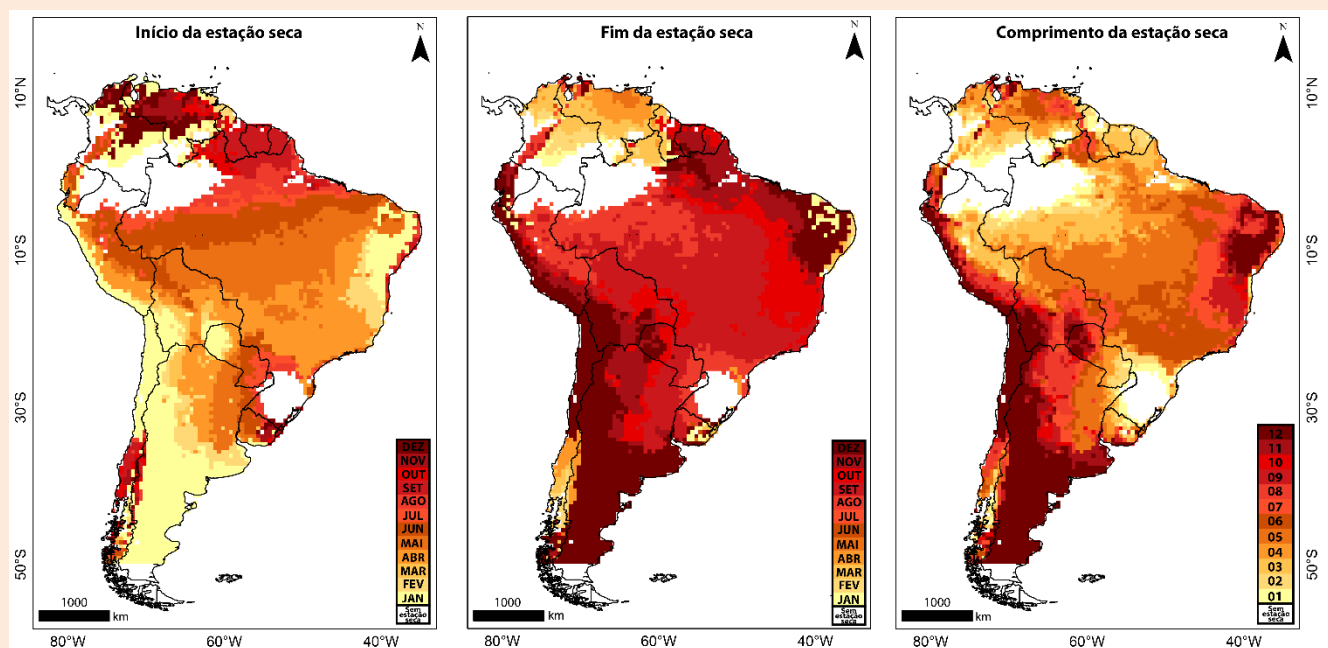 Início da estação seca
N
10°N
10°S
30°S
50°S
DEZ
NOV
OUT
SET
AGO
JUL
JUN
MAI
ABR
MAR
FEV
JAN
Sem
estação
seca
1000
km
80°W
60°W
40°W
Fim da estação seca
N
DEZ
NOV
OUT
SET
AGO
JUL
JUN
MAI
ABR
MAR
FEV
JAN
Sem
estação
seca
1000
km
80°W
60°W
40°W
Comprimento da estação seca
N
10°N
10°S
30°S
50°S
12
11
10
09
08
07
06
05
04
03
02
01
Sem
estação
seca
1000
km
80°W
60°W
40°W